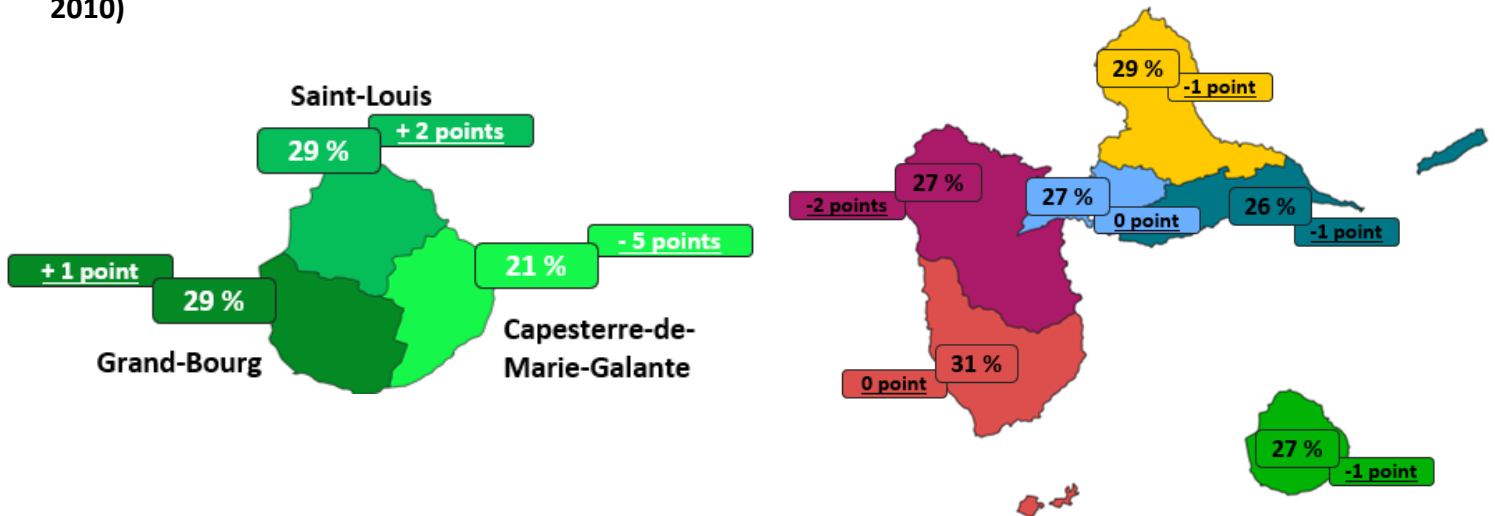 2010)
Saint-Louis
+ 2 points
29 %
- 5 points
21 %
+ 1 point
29 %
Capesterre-de-
Marie-Galante
Grand-Bourg
29 %
-1 point
27 %
-2 points
27 %
0 point
26 %
-1 point
31 %
0 point
27 %
-1 point